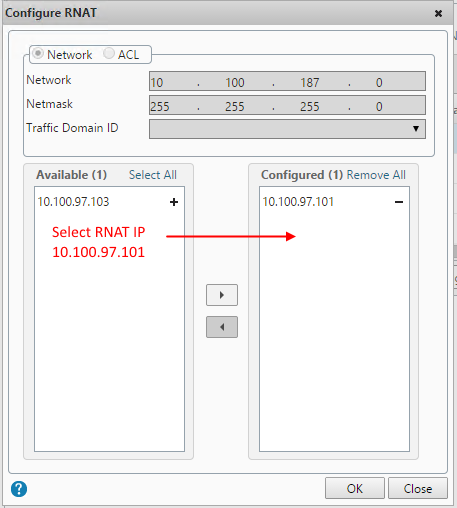 Configure RNAT
Network ACL
Network 10 . 100 . 187 . 0
Netmask 255 . 255 . 255 . 0
Traffic Domain ID
Available (1) Select All
Configured (1) Remove All
10.100.97.103
10.100.97.101
Select RNAT IP
10.100.97.101
OK
Close